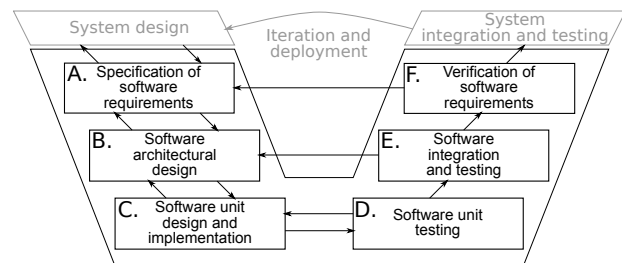 System design
Iteration and
deployment
System
integration and testing
A. Specification of
software
requirements
F. Verification of
software
requirements
B. Software
architectural
design
E. Software
integration
and testing
C. Software unit
design and
implementation
D. Software unit
testing